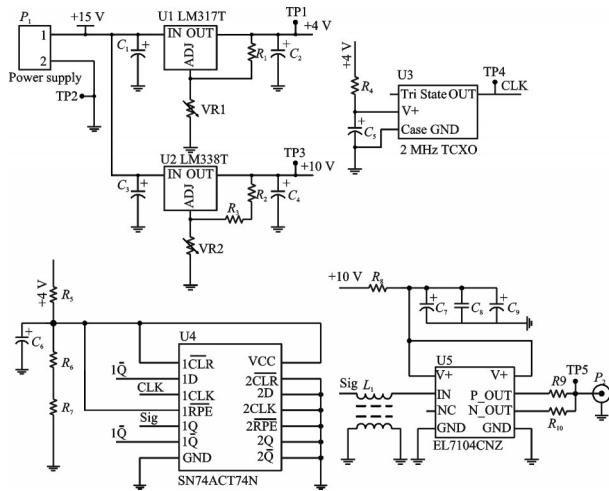 P1
+15 V
1
2
Power supply
TP2
U1 LM317T
IN OUT
ADJ
C1
+
VR1
R1
C2
+
TP1
+4 V
U2 LM338T
IN OUT
ADJ
C3
+
VR2
R3
R2
C4
+
TP3
+10 V
+4 V
R4
C5
+
U3
Tri State OUT
V+
Case GND
2 MHz TCXO
TP4
CLK
+4 V
R5
C6
+
R6
R7
U4
1Q̄
CLK
Sig
1Q̄
1C̅L̅R̅
1D
1CLK
1R̅P̅E̅
1Q
1Q̄
GND
VCC
2C̅L̅R̅
2D
2CLK
2R̅P̅E̅
2Q
2Q̄
SN74ACT74N
+10 V
R8
C7
+
C8
C9
+
U5
Sig
L1
V+
IN
NC
GND
V+
P_OUT
N_OUT
GND
EL7104CNZ
R9
R10
TP5
P2